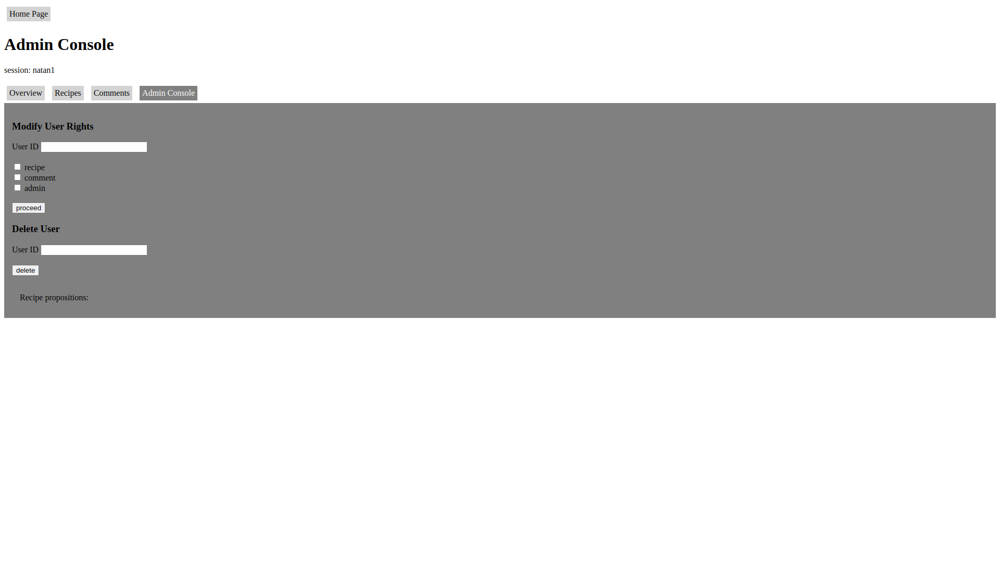 Home Page
Admin Console
session: natan1
Overview Recipes Comments Admin Console
Modify User Rights
User ID
recipe
comment
admin
proceed
Delete User
User ID
delete
Recipe propositions: